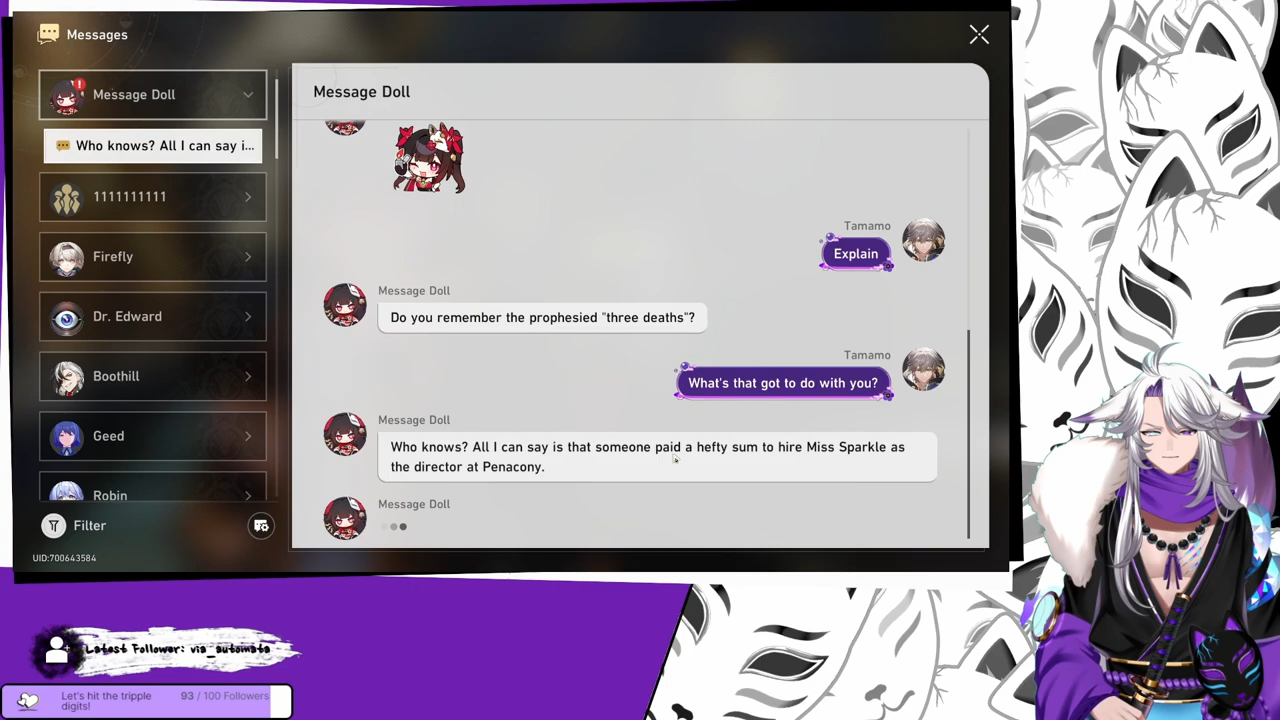 Messages
Message Doll
Who knows? All I can say i...
1111111111
Firefly
Dr. Edward
Boothill
Geed
Robin
Filter
UID:700643584
Message Doll
Tamamo
Explain
Message Doll
Do you remember the prophesied "three deaths"?
Tamamo
What's that got to do with you?
Message Doll
Who knows? All I can say is that someone paid a hefty sum to hire Miss Sparkle as
the director at Penacony.
Message Doll
Latest Follower: via_automata
Let's hit the tripple
digits!
93 / 100 Followers